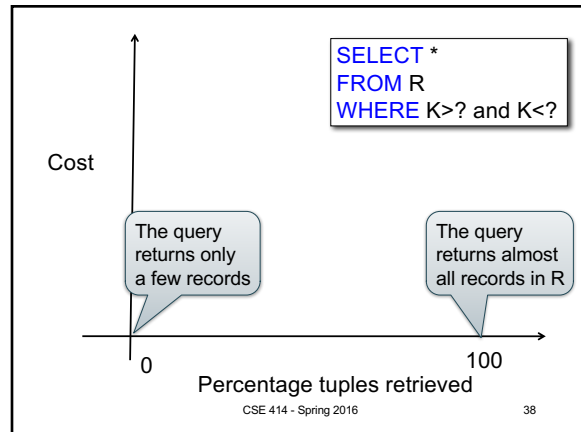 SELECT *
FROM R
WHERE K>? and K<?
Cost
The query
returns only
a few records
The query
returns almost
all records in R
0
100
Percentage tuples retrieved
CSE 414 - Spring 2016
38